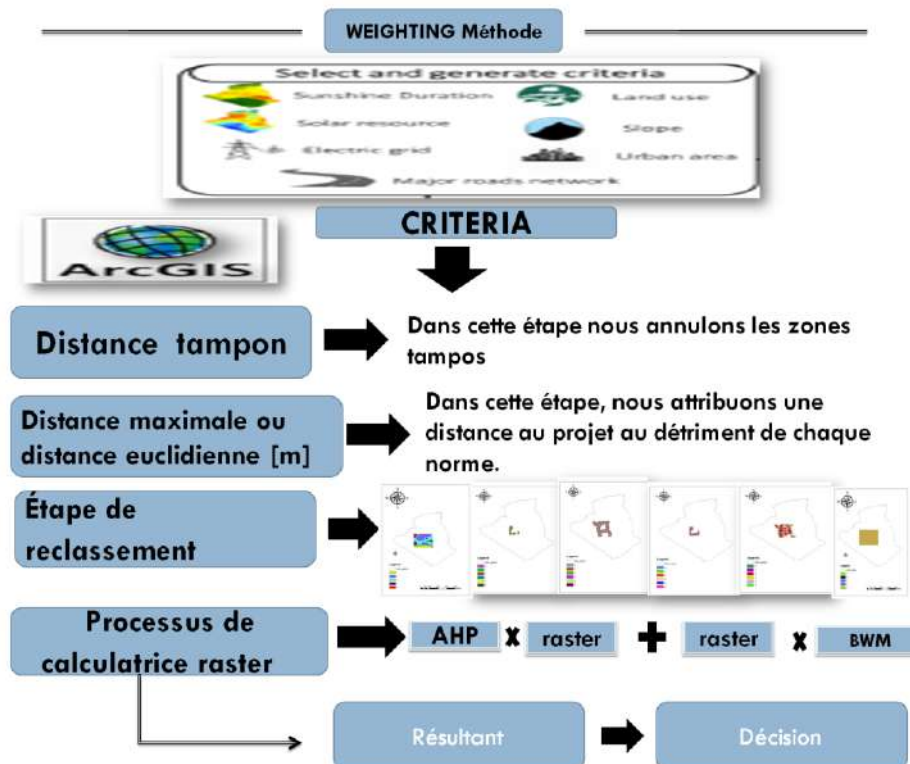 WEIGHTING Méthode
Select and generate criteria
Sunshine Duration
Land use
Solar resource
Slope
Electric grid
Urban area
Major roads network
CRITERIA
ArcGIS
Distance tampon
Dans cette étape nous annulons les zones
tampos
Distance maximale ou
distance euclidienne [m]
Dans cette étape, nous attribuons une
distance au projet au détriment de chaque
norme.
Étape de
reclassement
Processus de
calculatrice raster
AHP x raster + raster x BWM
Résultant
Décision